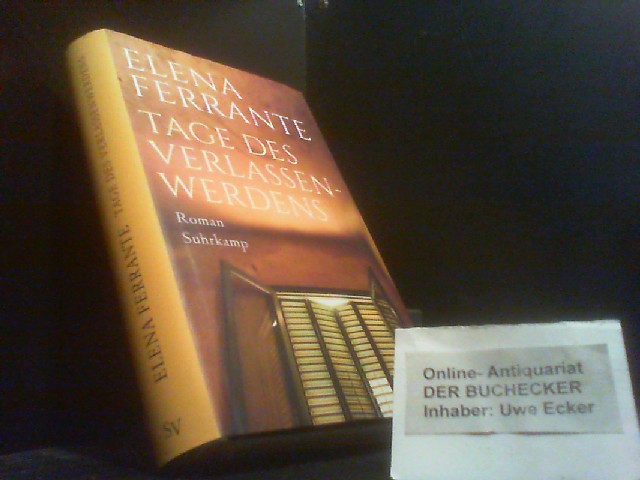 ELENA
FERRANTE
TAGE DES
VERLASSEN-
WERDENS
Roman
Suhrkamp
ELENA FERRANTE TAGE DES VERLASSENWERDENS
SV
Online- Antiquariat
DER BUCHECKER
Inhaber: Uwe Ecker